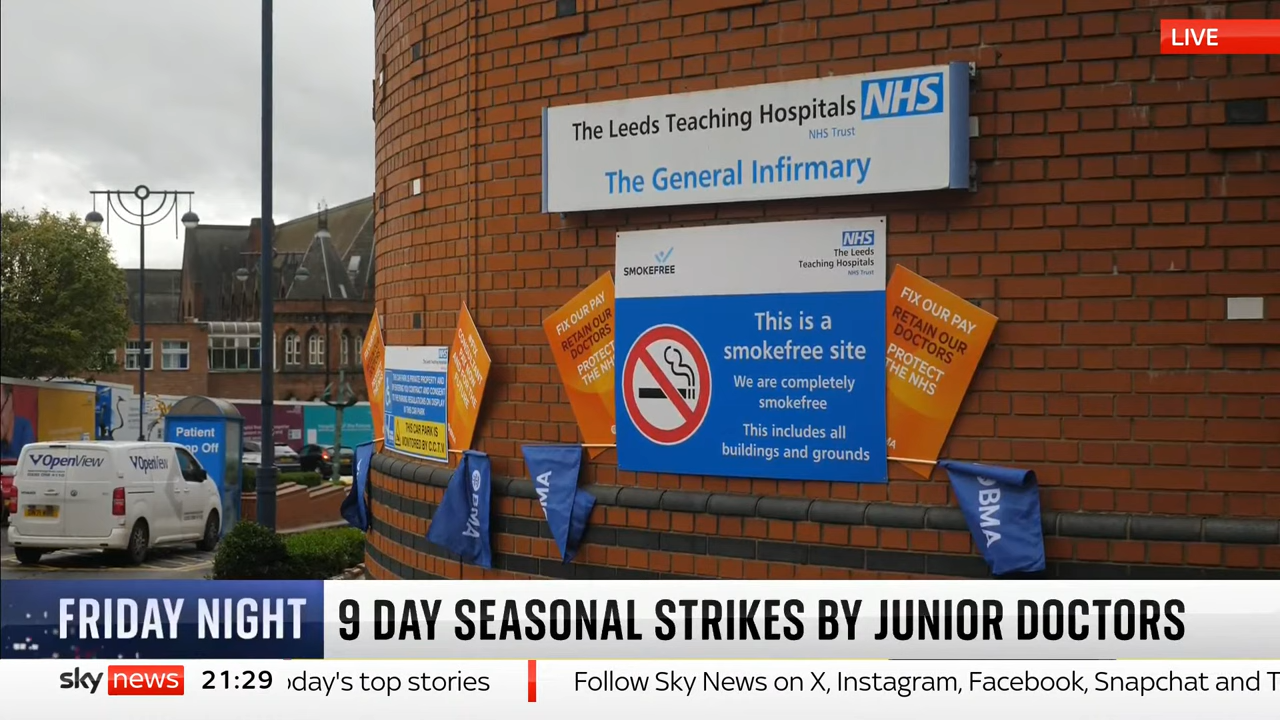 LIVE
The Leeds Teaching Hospitals NHS
NHS Trust
The General Infirmary
SMOKEFREE
NHS
The Leeds
Teaching Hospitals
NHS Trust
This is a
smokefree site
We are completely
smokefree
This includes all
buildings and grounds
FIX OUR PAY
RETAIN OUR
DOCTORS
PROTECT
THE NHS
FIX OUR PAY
RETAIN OUR
DOCTORS
PROTECT
THE NHS
NHS
THIS CAR PARK IS
MONITORED BY C.C.T.V
BMA
BMA
BMA
Patient
op Off
OpenView
OpenView
FRIDAY NIGHT
9 DAY SEASONAL STRIKES BY JUNIOR DOCTORS
sky news 21:29 oday's top stories
Follow Sky News on X, Instagram, Facebook, Snapchat and T